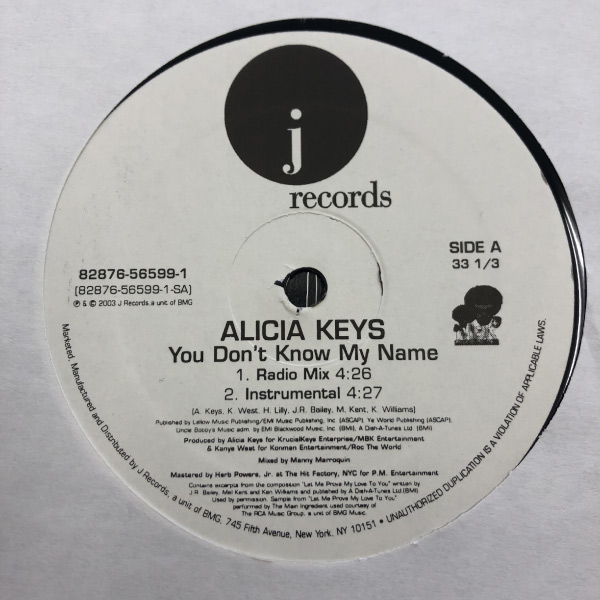 j
records
82876-56599-1
(82876-56599-1-SA)
℗ & © 2003 J Records, a unit of BMG
SIDE A
33 1/3
MBK
ALICIA KEYS
You Don't Know My Name
1. Radio Mix 4:26
2. Instrumental 4:27
(A. Keys, K. West, H. Lilly, J.R. Bailey, M. Kent, K. Williams)
Published by Lellow Music Publishing/EMI Music Publishing, Inc (ASCAP), Ye World Publishing (ASCAP),
Uncle Bobby's Music adm. by EMI Blackwood Music, Inc (BMI), A Dish-A-Tunes Ltd. (BMI)
Produced by Alicia Keys for KrucialKeys Enterprises/MBK Entertainment
& Kanye West for Konman Entertainment/Roc The World
Mixed by Manny Marroquin
Mastered by Herb Powers, Jr. at The Hit Factory, NYC for P.M. Entertainment
Contains excerpts from the composition "Let Me Prove My Love To You" written by
J.R. Bailey, Mel Kent and Ken Williams and published by A Dish-A-Tunes Ltd.(BMI)
Used by permission. Sample from "Let Me Prove My Love To You"
performed by The Main Ingredient used courtesy of
The RCA Music Group, a unit of BMG Music.
Marketed, Manufactured and Distributed by J Records, a unit of BMG, 745 Fifth Avenue, New York, NY 10151 • UNAUTHORIZED DUPLICATION IS A VIOLATION OF APPLICABLE LAWS.